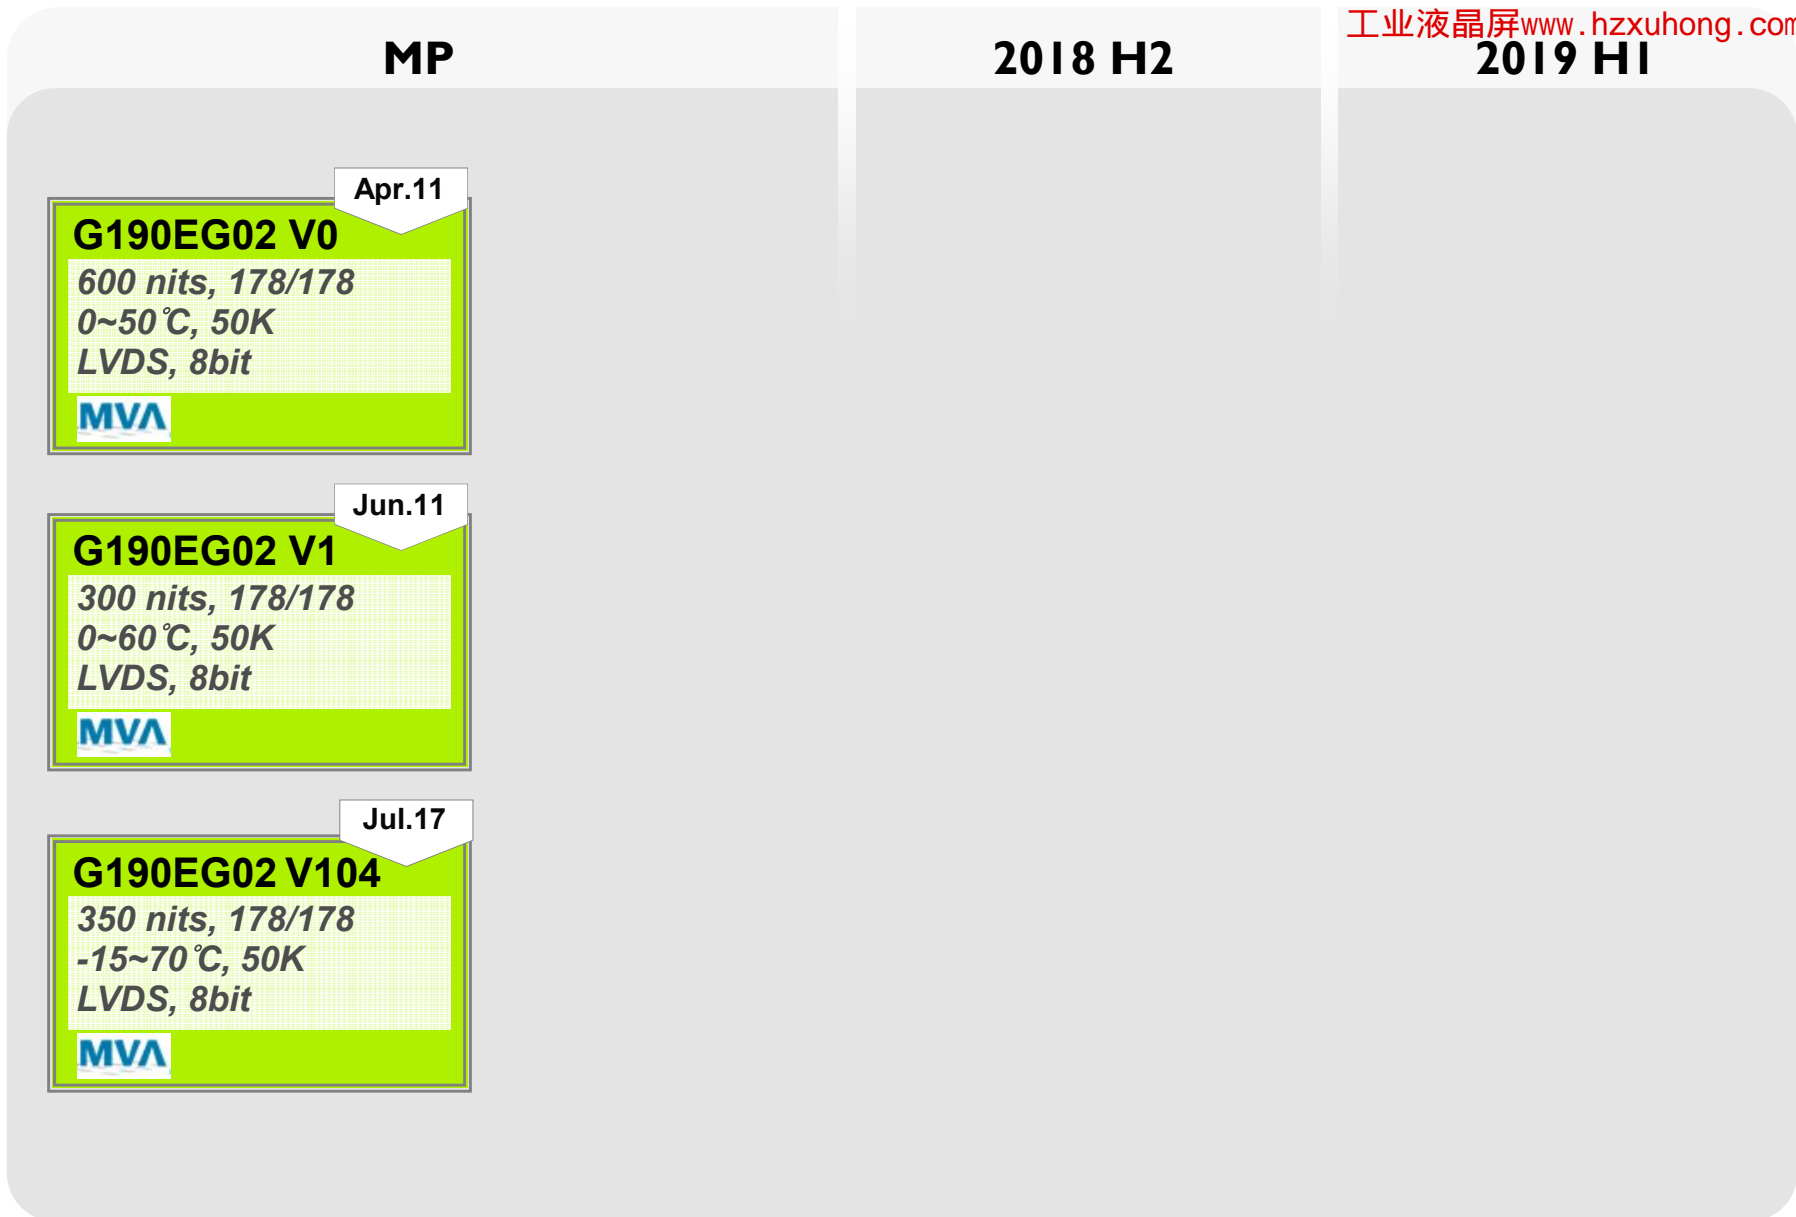 工业液晶屏www.hzxuhong.com
MP
2018 H2
2019 H1
Apr.11
G190EG02 V0
600 nits, 178/178
0~50℃, 50K
LVDS, 8bit
MVA
Jun.11
G190EG02 V1
300 nits, 178/178
0~60℃, 50K
LVDS, 8bit
MVA
Jul.17
G190EG02 V104
350 nits, 178/178
-15~70℃, 50K
LVDS, 8bit
MVA